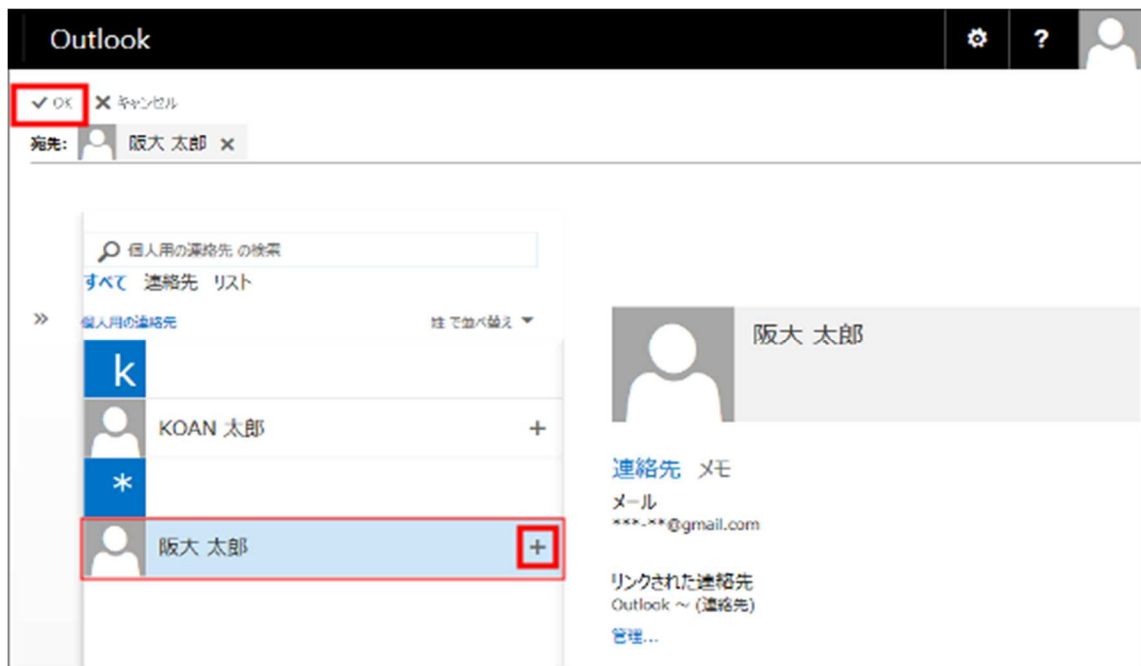 Outlook
?
OK キャンセル
宛先: 阪大 太郎
個人用の連絡先 の検索
すべて 連絡先 リスト
»
個人用の連絡先 姓 で並べ替え
k
KOAN 太郎 +
*
阪大 太郎 +
阪大 太郎
連絡先 メモ
メール
***-**@gmail.com
リンクされた連絡先
Outlook ～ (連絡先)
管理...